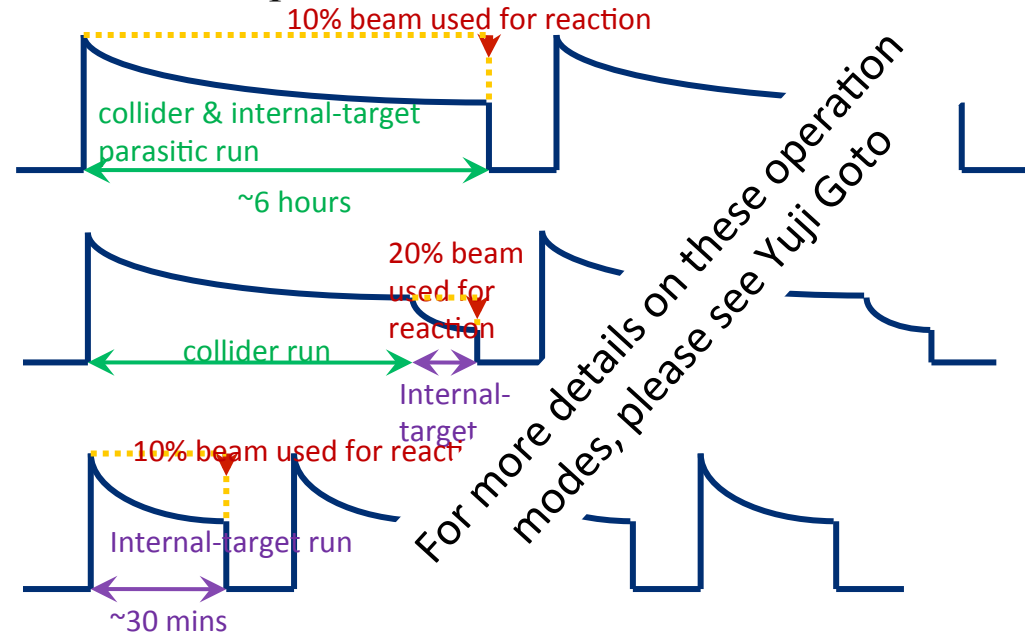 10% beam used for reaction
collider & internal-target
parasitic run
~6 hours
20% beam
used for
reaction
collider run
Internal-
target
10% beam used for react
Internal-target run
~30 mins
For more details on these operation
modes, please see Yuji Goto